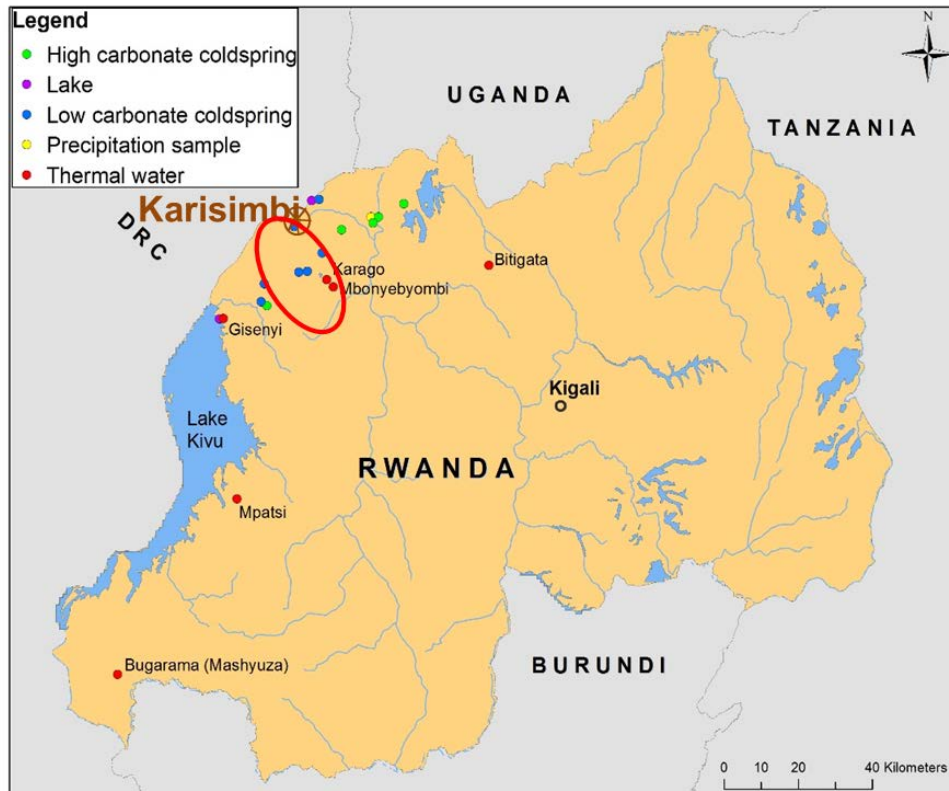 Legend
High carbonate coldspring
Lake
Low carbonate coldspring
Precipitation sample
Thermal water
N
UGANDA
TANZANIA
Karisimbi
DRC
Karago
Mbonyebyombi
Bitigata
Gisenyi
Kigali
Lake
Kivu
RWANDA
Mpatsi
Bugarama (Mashyuza)
BURUNDI
0 10 20 40 Kilometers